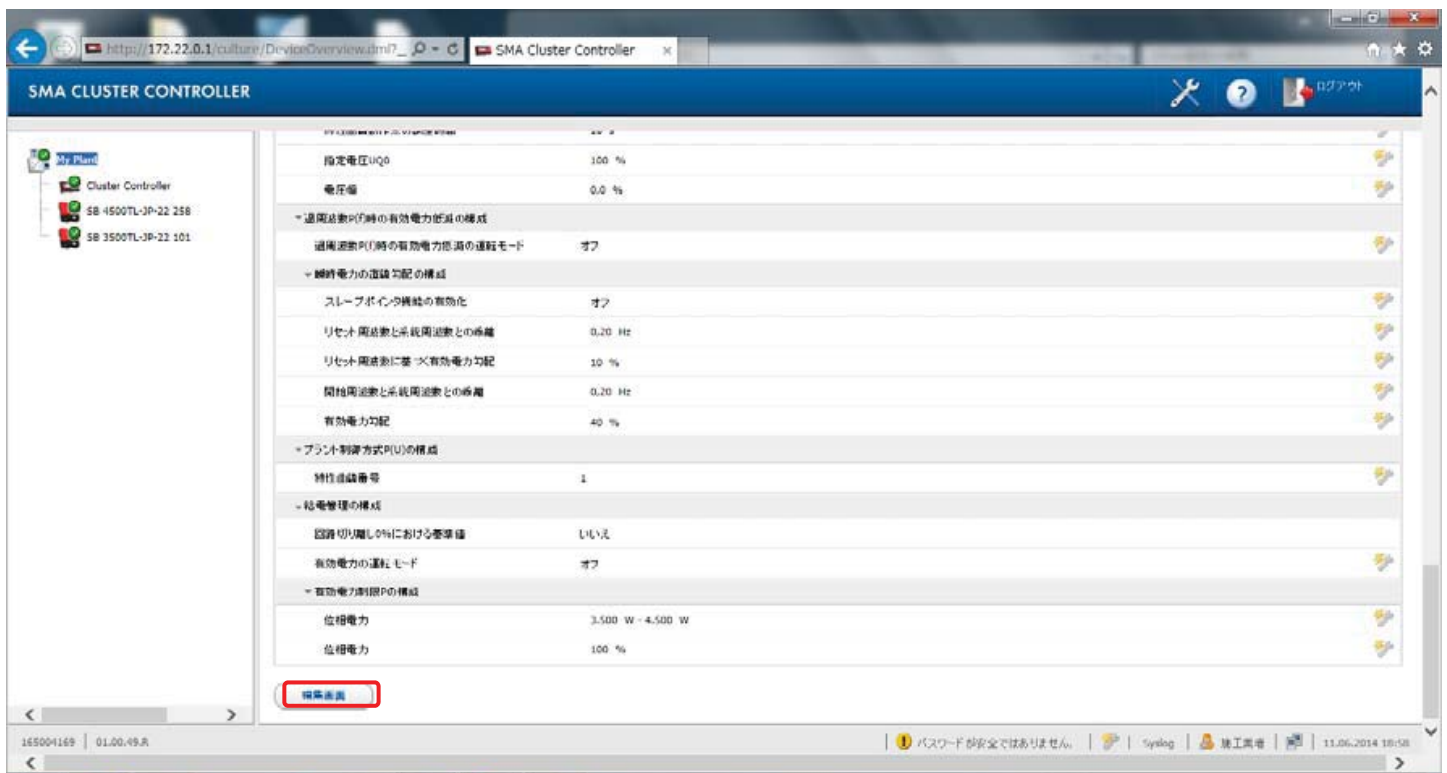 http://172.22.0.1/culture/DeviceOverview.dml?_
SMA Cluster Controller
SMA CLUSTER CONTROLLER
ログアウト
My Plant
Cluster Controller
SB 4500TL-JP-22 258
SB 3500TL-JP-22 101
指定電圧UQ0 100 %
電圧幅 0.0 %
過周波数P(f)時の有効電力低減の構成
過周波数P(f)時の有効電力低減の運転モード オフ
瞬時電力の直線勾配の構成
スレーブポインタ機能の有効化 オフ
リセット周波数と系統周波数との乖離 0.20 Hz
リセット周波数に基づく有効電力勾配 10 %
開始周波数と系統周波数との乖離 0.20 Hz
有効電力勾配 40 %
プラント制御方式P(U)の構成
特性曲線番号 1
給電管理の構成
回路切り離し0%における基準値 いいえ
有効電力の運転モード オフ
有効電力制限Pの構成
位相電力 3.500 W - 4.500 W
位相電力 100 %
編集画面
165004169 | 01.00.49.R
パスワードが安全ではありません。 | Syslog | 施工業者 | 11.06.2014 18:58